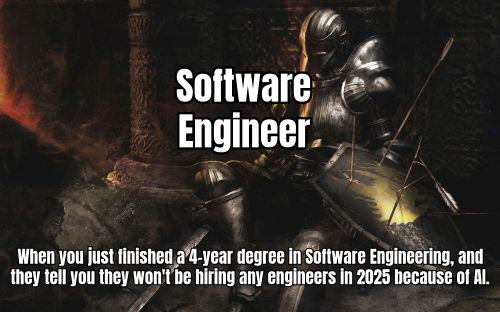 Software
Engineer
When you just finished a 4-year degree in Software Engineering, and
they tell you they won't be hiring any engineers in 2025 because of AI.